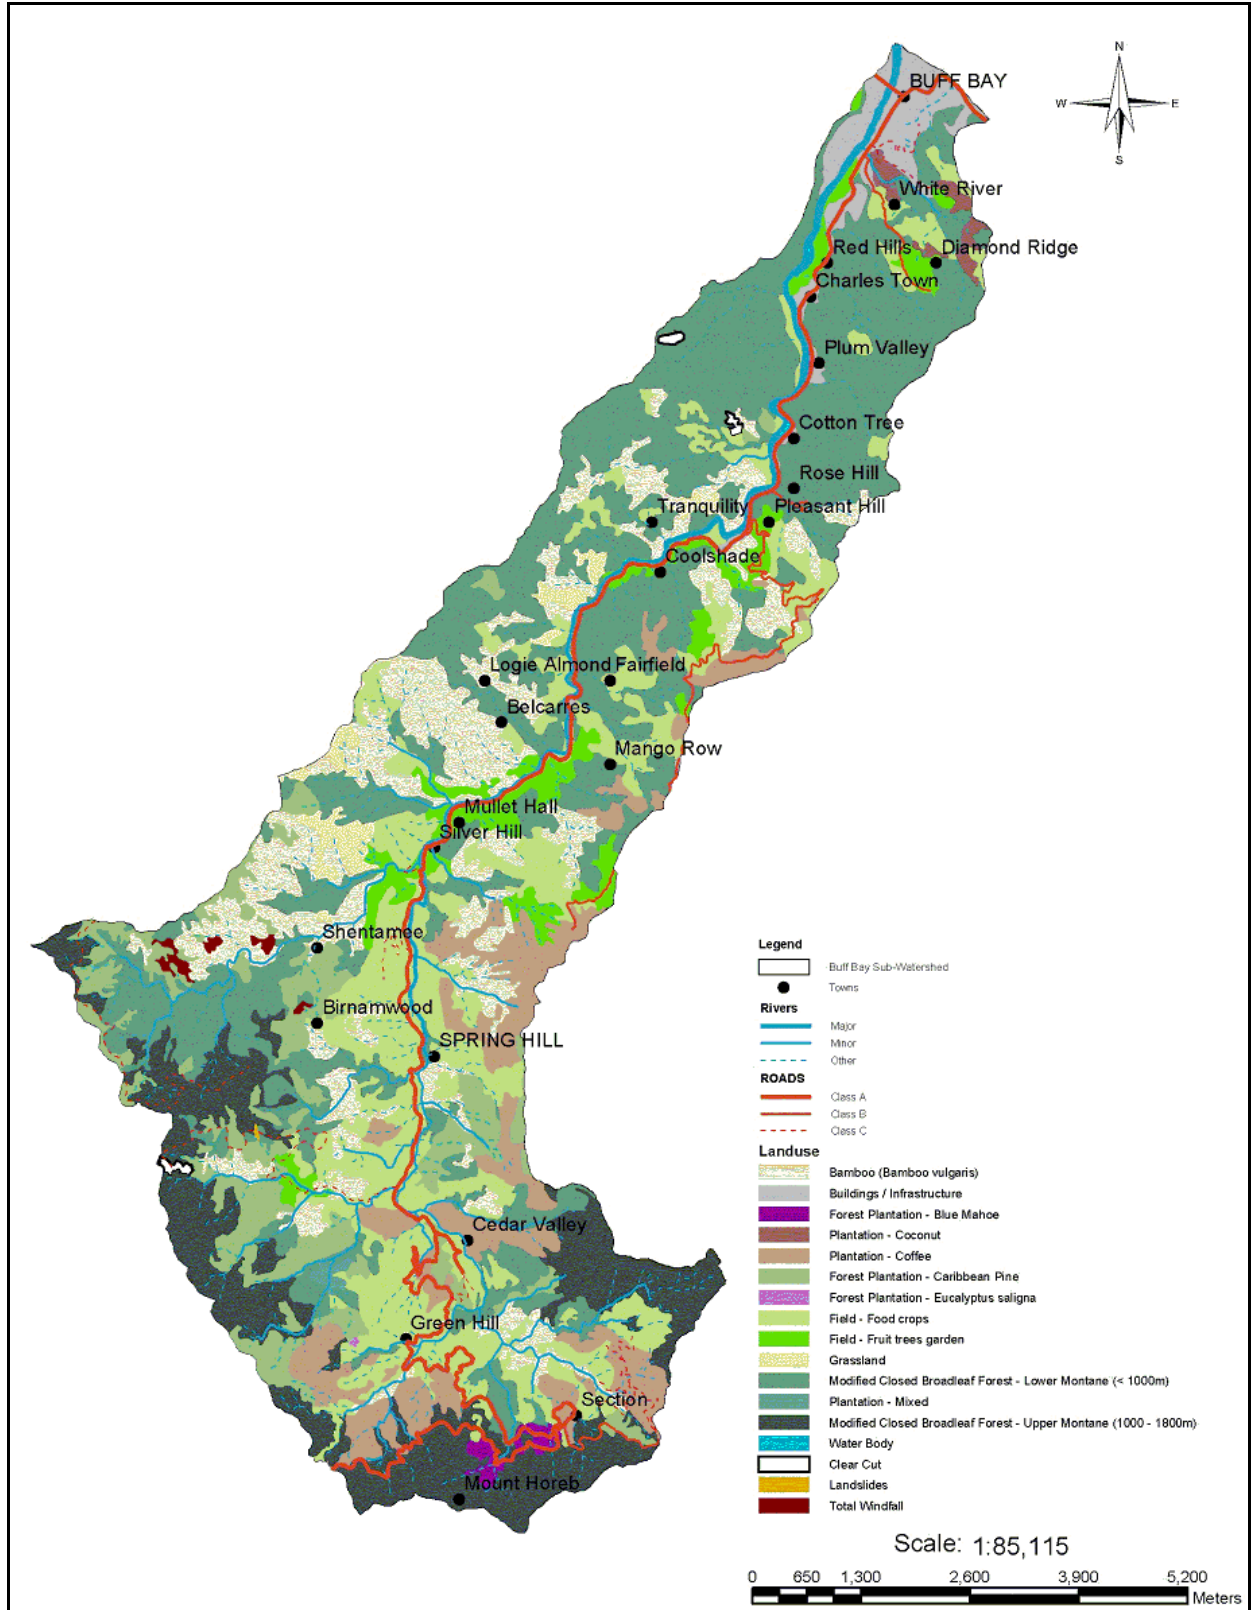 N
W E
S
BUFF BAY
White River
Red Hills
Diamond Ridge
Charles Town
Plum Valley
Cotton Tree
Rose Hill
Tranquility
Pleasant Hill
Coolshade
Logie Almond
Fairfield
Belcarres
Mango Row
Mullet Hall
Silver Hill
Shentamee
Birnamwood
SPRING HILL
Cedar Valley
Green Hill
Section
Mount Horeb
Legend
Buff Bay Sub-Watershed
Towns
Rivers
Major
Minor
Other
ROADS
Class A
Class B
Class C
Landuse
Bamboo (Bamboo vulgaris)
Buildings / Infrastructure
Forest Plantation - Blue Mahoe
Plantation - Coconut
Plantation - Coffee
Forest Plantation - Caribbean Pine
Forest Plantation - Eucalyptus saligna
Field - Food crops
Field - Fruit trees garden
Grassland
Modified Closed Broadleaf Forest - Lower Montane (< 1000m)
Plantation - Mixed
Modified Closed Broadleaf Forest - Upper Montane (1000 - 1800m)
Water Body
Clear Cut
Landslides
Total Windfall
Scale: 1:85,115
0 650 1,300 2,600 3,900 5,200
Meters